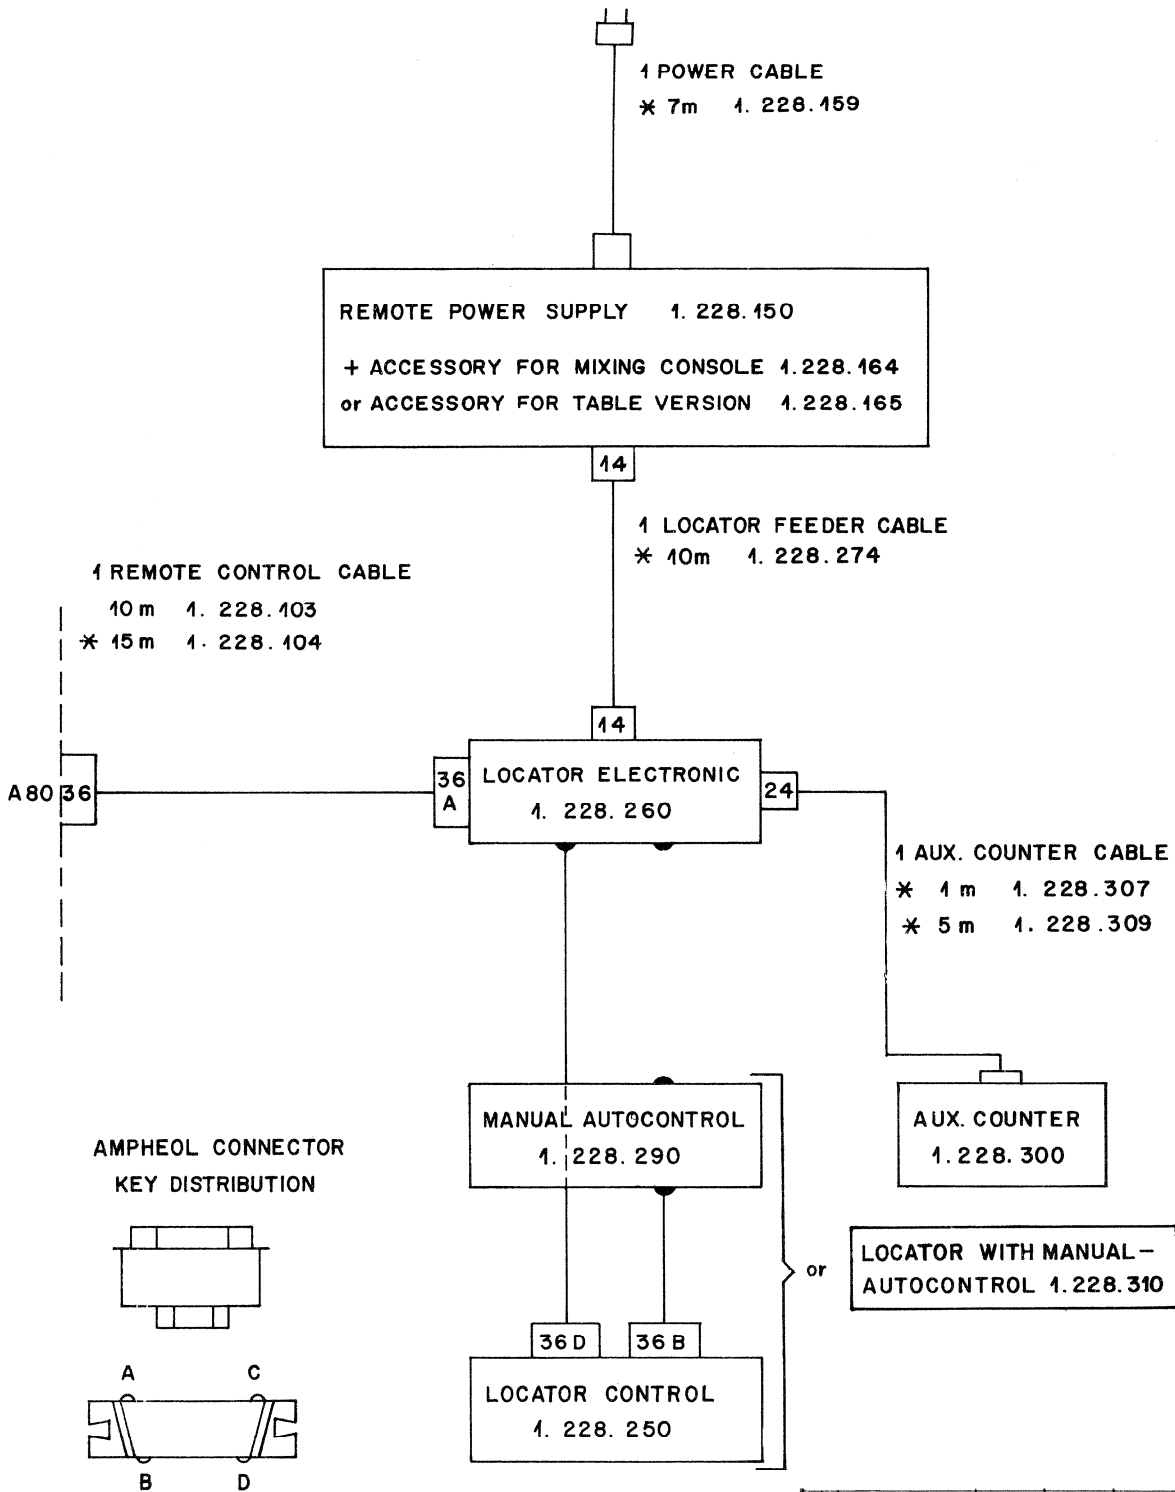 1 POWER CABLE
* 7m 1. 228.159
REMOTE POWER SUPPLY 1. 228.150
+ ACCESSORY FOR MIXING CONSOLE 1.228.164
or ACCESSORY FOR TABLE VERSION 1.228.165
14
1 LOCATOR FEEDER CABLE
* 10m 1. 228.274
1 REMOTE CONTROL CABLE
10 m 1. 228.103
* 15 m 1. 228.104
14
A80 36
36 A
LOCATOR ELECTRONIC
1. 228.260
24
1 AUX. COUNTER CABLE
* 1 m 1. 228.307
* 5 m 1. 228.309
MANUAL AUTOCONTROL
1. 228.290
AUX. COUNTER
1.228.300
AMPHEOL CONNECTOR
KEY DISTRIBUTION
or
LOCATOR WITH MANUAL-
AUTOCONTROL 1.228.310
36 D
36 B
LOCATOR CONTROL
1. 228. 250
A
C
B
D